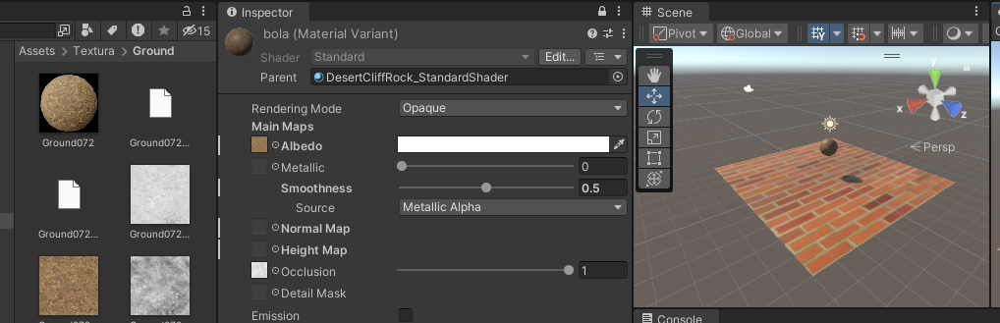 15
Assets > Textura > Ground
Ground072
Ground072...
Ground072...
Ground072...
Inspector
bola (Material Variant)
Shader
Standard
Edit...
Parent
DesertCliffRock_StandardShader
Rendering Mode
Opaque
Main Maps
Albedo
Metallic
0
Smoothness
0.5
Source
Metallic Alpha
Normal Map
Height Map
Occlusion
1
Detail Mask
Emission
Scene
Pivot
Global
y
x
z
Persp
Console